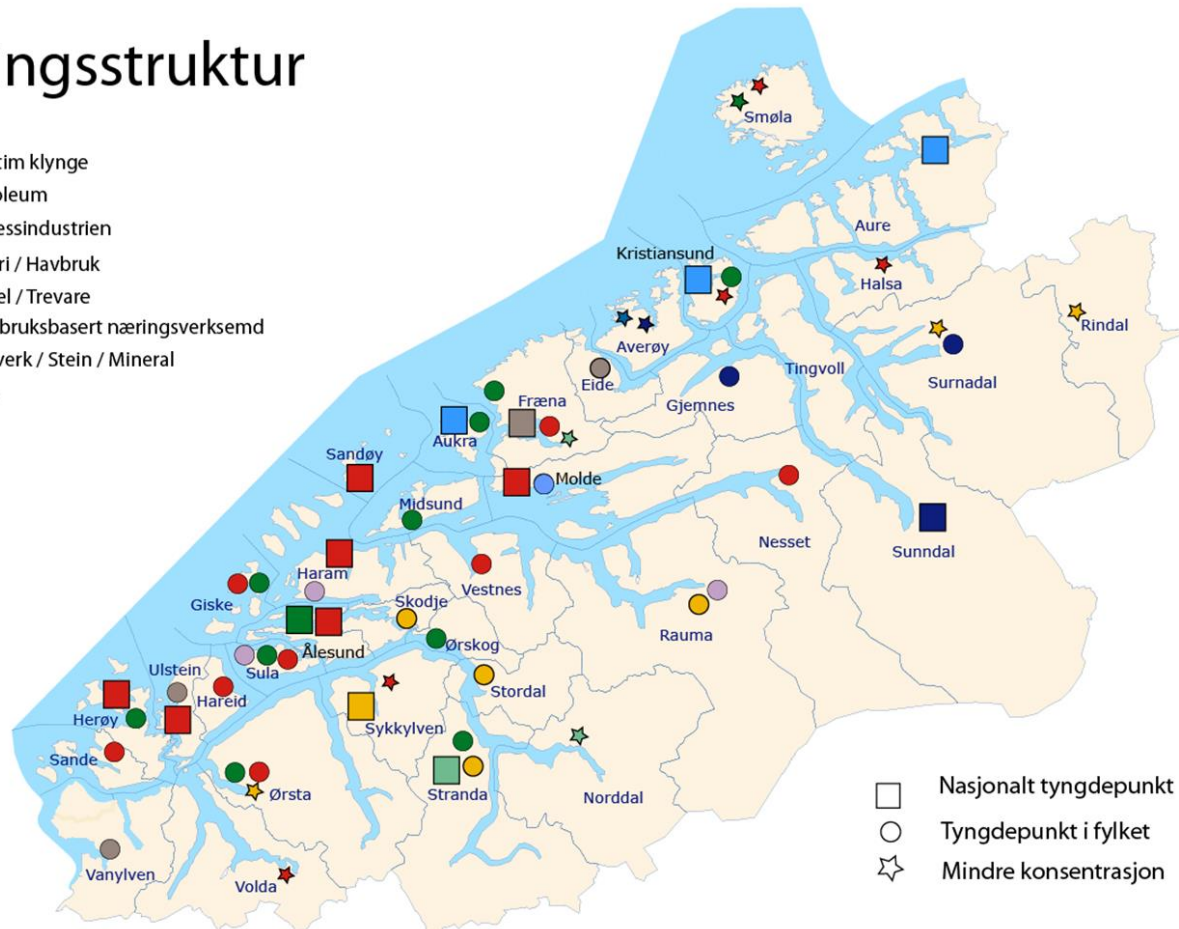 ingsstruktur
tim klynge
oleum
essindustrien
ri / Havbruk
el / Trevare
bruksbasert næringsverksemd
verk / Stein / Mineral
Smøla
Aure
Kristiansund
Halsa
Rindal
Averøy
Tingvoll
Surnadal
Eide
Gjemnes
Fræna
Aukra
Sandøy
Molde
Midsund
Nesset
Sunndal
Haram
Vestnes
Giske
Skodje
Rauma
Ørskog
Ålesund
Sula
Ulstein
Hareid
Stordal
Herøy
Sykkylven
Sande
Ørsta
Stranda
Norddal
Vanylven
Volda
Nasjonalt tyngdepunkt
Tyngdepunkt i fylket
Mindre konsentrasjon